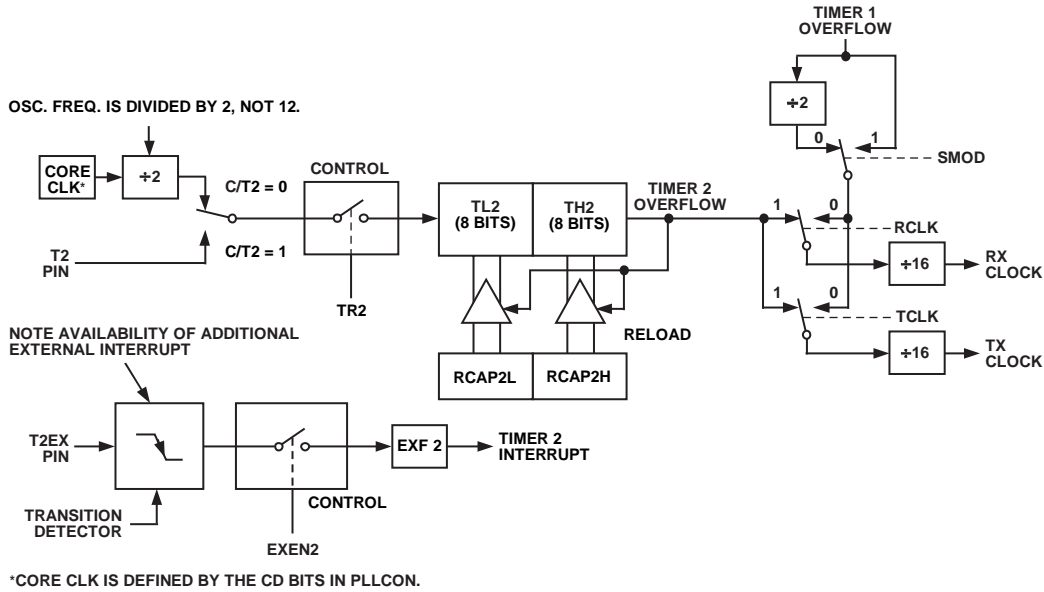 TIMER 1
OVERFLOW
÷2
0
1
SMOD
OSC. FREQ. IS DIVIDED BY 2, NOT 12.
CORE
CLK*
÷2
C/T2 = 0
C/T2 = 1
T2
PIN
CONTROL
TR2
TL2
(8 BITS)
TH2
(8 BITS)
TIMER 2
OVERFLOW
RELOAD
RCAP2L
RCAP2H
1
0
RCLK
÷16
RX
CLOCK
1
0
TCLK
÷16
TX
CLOCK
NOTE AVAILABILITY OF ADDITIONAL
EXTERNAL INTERRUPT
T2EX
PIN
TRANSITION
DETECTOR
CONTROL
EXEN2
EXF 2
TIMER 2
INTERRUPT
*CORE CLK IS DEFINED BY THE CD BITS IN PLLCON.